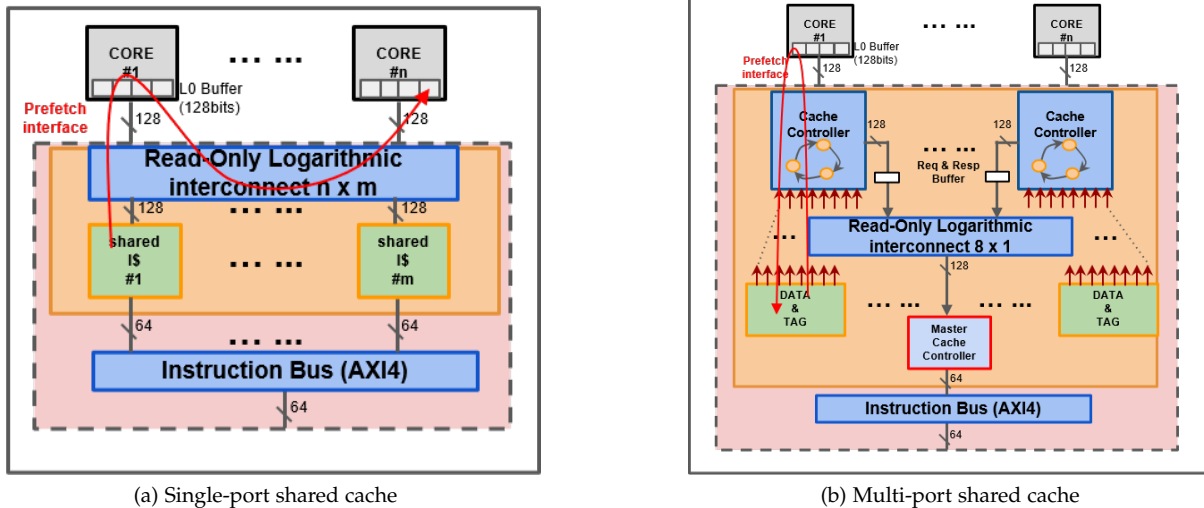 CORE
#1
... ...
CORE
#n
L0 Buffer
(128bits)
Prefetch
interface
128
128
Read-Only Logarithmic
interconnect n x m
128
... ...
128
shared
I$
#1
... ...
shared
I$
#m
64
... ...
64
Instruction Bus (AXI4)
64
(a) Single-port shared cache
CORE
#1
... ...
CORE
#n
L0 Buffer
(128bits)
Prefetch
interface
128
128
Cache
Controller
128
... ...
128
Cache
Controller
Req & Resp
Buffer
...
Read-Only Logarithmic
interconnect 8 x 1
...
128
DATA
&
TAG
... ...
... ...
DATA
&
TAG
Master
Cache
Controller
64
Instruction Bus (AXI4)
64
(b) Multi-port shared cache